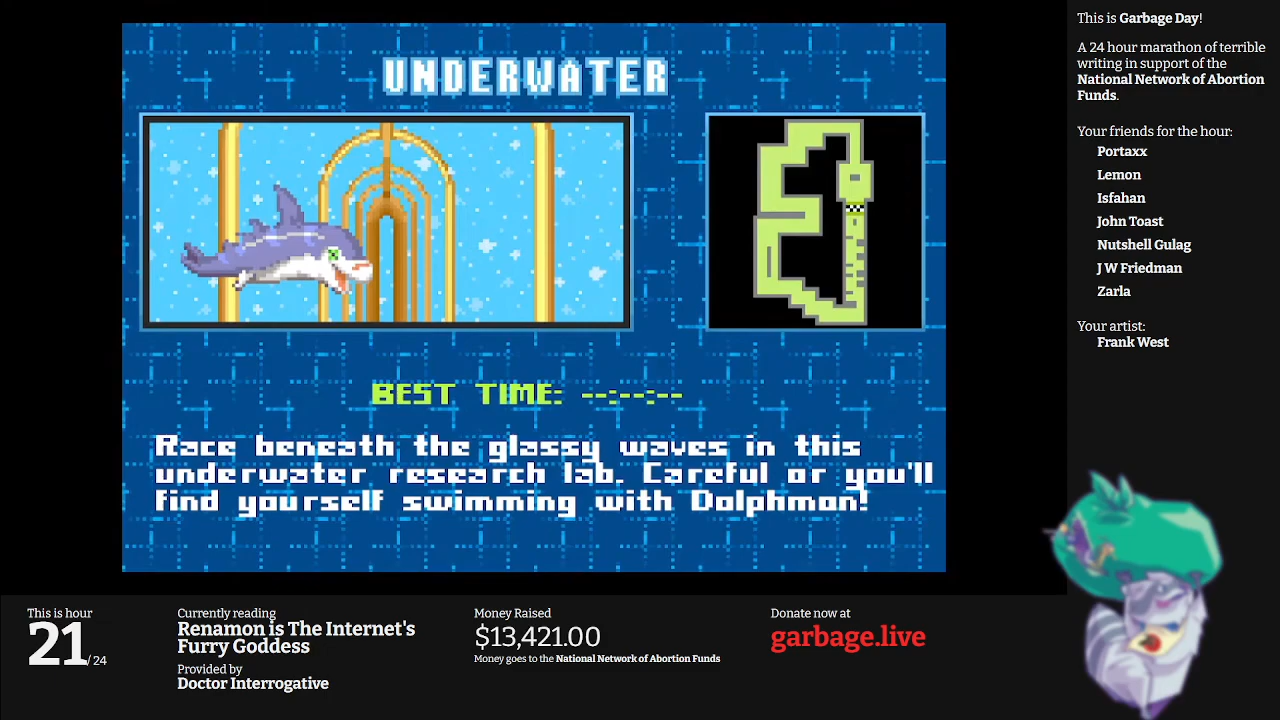 UNDERWATER
BEST TIME: --:--:--
Race beneath the glassy waves in this
underwater research lab. Careful or you'll
find yourself swimming with Dolphmon!
This is Garbage Day!
A 24 hour marathon of terrible
writing in support of the
National Network of Abortion
Funds.
Your friends for the hour:
Portaxx
Lemon
Isfahan
John Toast
Nutshell Gulag
J W Friedman
Zarla
Your artist:
Frank West
This is hour
21/24
Currently reading
Renamon is The Internet's
Furry Goddess
Provided by
Doctor Interrogative
Money Raised
$13,421.00
Money goes to the National Network of Abortion Funds
Donate now at
garbage.live